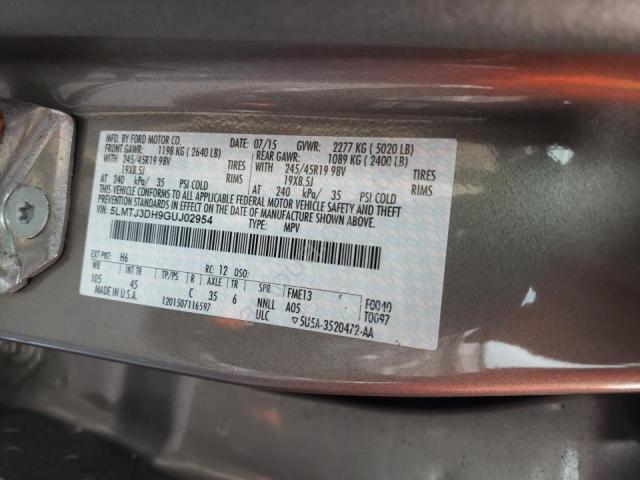 MFD. BY FORD MOTOR CO.
DATE: 07/15 GVWR: 2277 KG ( 5020 LB)
FRONT GAWR: 1198 KG ( 2640 LB) REAR GAWR: 1089 KG ( 2400 LB)
WITH 245/45R19 98V TIRES WITH 245/45R19 98V TIRES
19X8.5J RIMS 19X8.5J RIMS
AT 240 kPa/ 35 PSI COLD AT 240 kPa/ 35 PSI COLD
THIS VEHICLE CONFORMS TO ALL APPLICABLE FEDERAL MOTOR VEHICLE SAFETY AND THEFT
PREVENTION STANDARDS IN EFFECT ON THE DATE OF MANUFACTURE SHOWN ABOVE.
VIN: 5LMTJ3DH9GUJ02954
TYPE: MPV
EXT PNT: H6 RC: 12 DSO: F0040
WB INT TR TP/PS R AXLE TR SPR FME13 T0097
105 45 C 35 6 NNLL A05
MADE IN U.S.A. 1201507116597 ULC ▽5U5A-3520472-AA